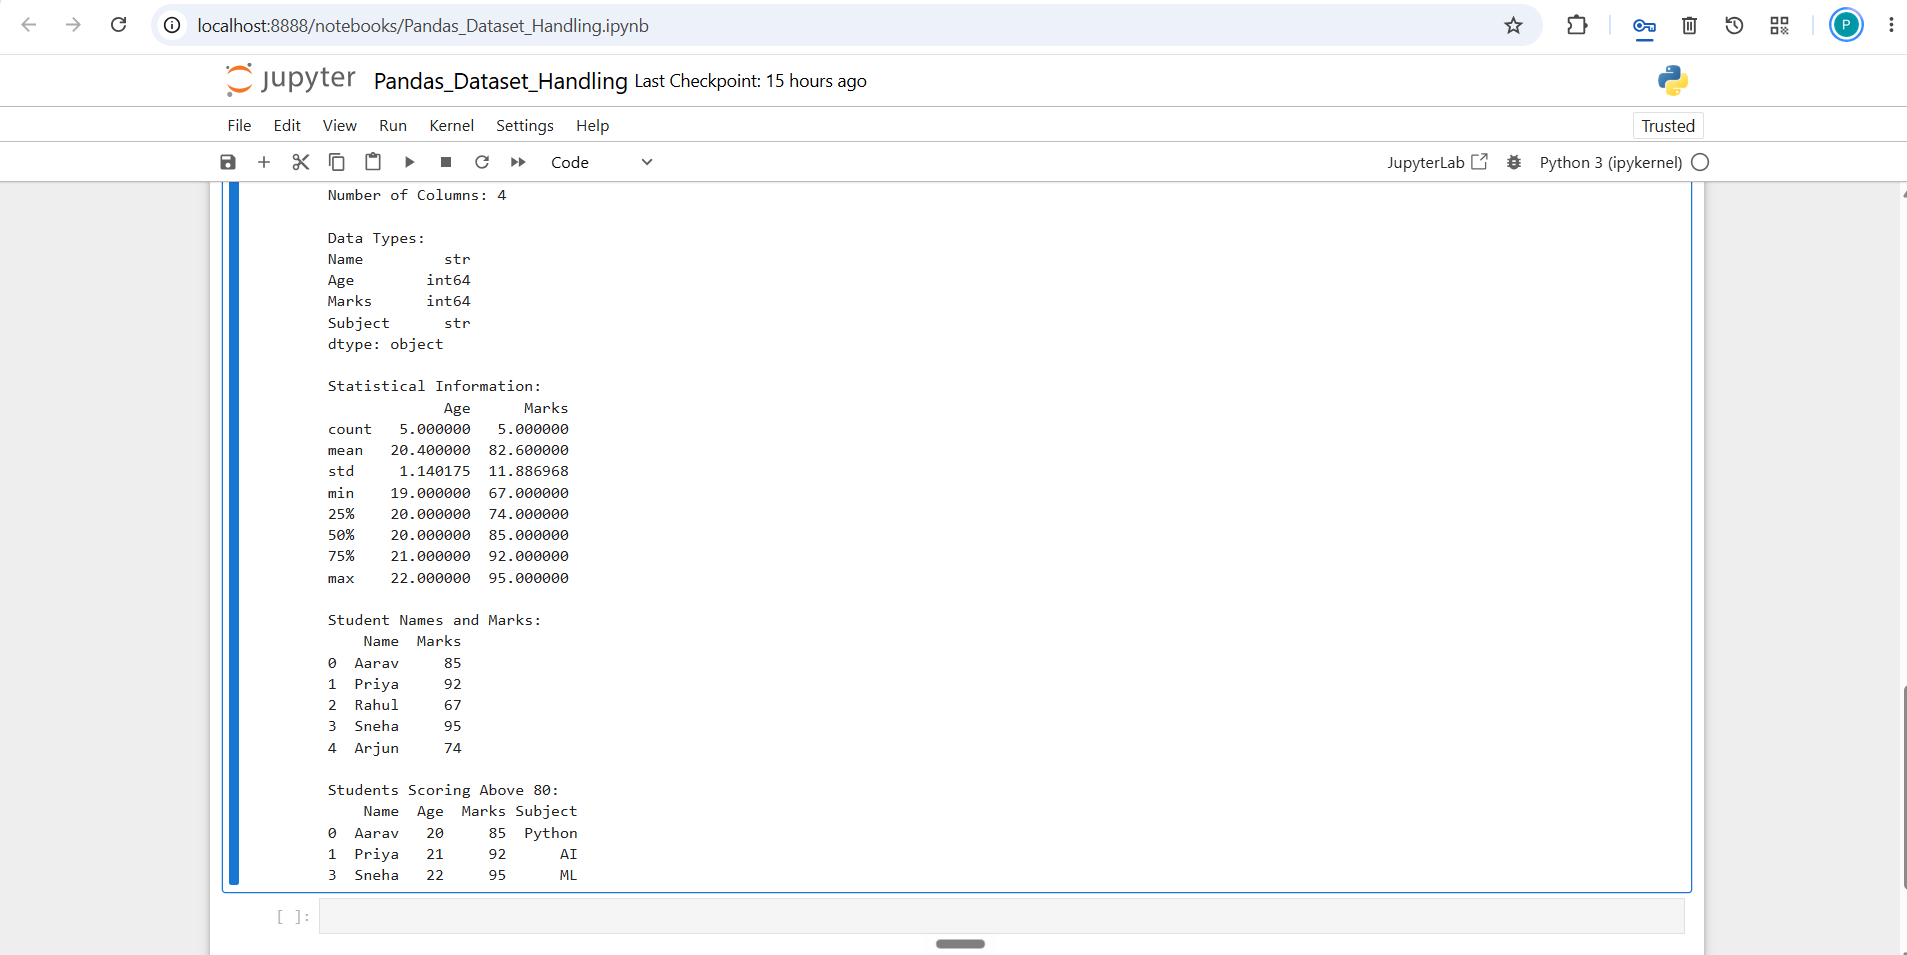 localhost:8888/notebooks/Pandas_Dataset_Handling.ipynb
P
jupyter Pandas_Dataset_Handling Last Checkpoint: 15 hours ago
File Edit View Run Kernel Settings Help Trusted
Code JupyterLab Python 3 (ipykernel)
Number of Columns: 4
Data Types:
Name str
Age int64
Marks int64
Subject str
dtype: object
Statistical Information:
Age Marks
count 5.000000 5.000000
mean 20.400000 82.600000
std 1.140175 11.886968
min 19.000000 67.000000
25% 20.000000 74.000000
50% 20.000000 85.000000
75% 21.000000 92.000000
max 22.000000 95.000000
Student Names and Marks:
Name Marks
0 Aarav 85
1 Priya 92
2 Rahul 67
3 Sneha 95
4 Arjun 74
Students Scoring Above 80:
Name Age Marks Subject
0 Aarav 20 85 Python
1 Priya 21 92 AI
3 Sneha 22 95 ML
[ ]: